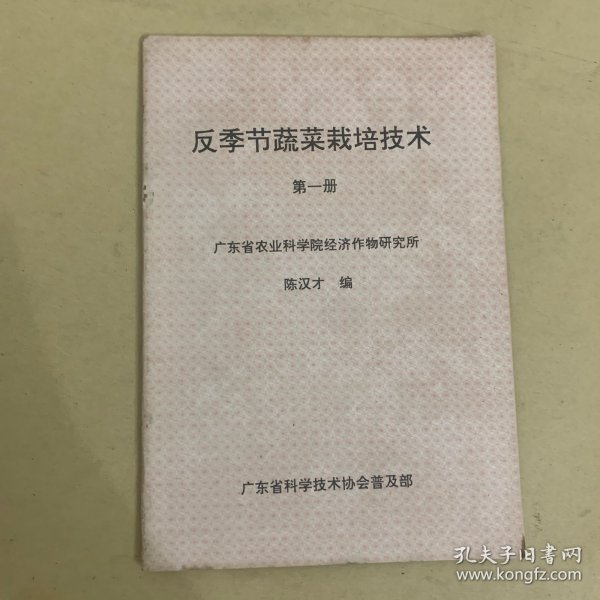 反季节蔬菜栽培技术
第一册
广东省农业科学院经济作物研究所
陈汉才 编
广东省科学技术协会普及部
孔夫子旧书网
www.kongfz.com